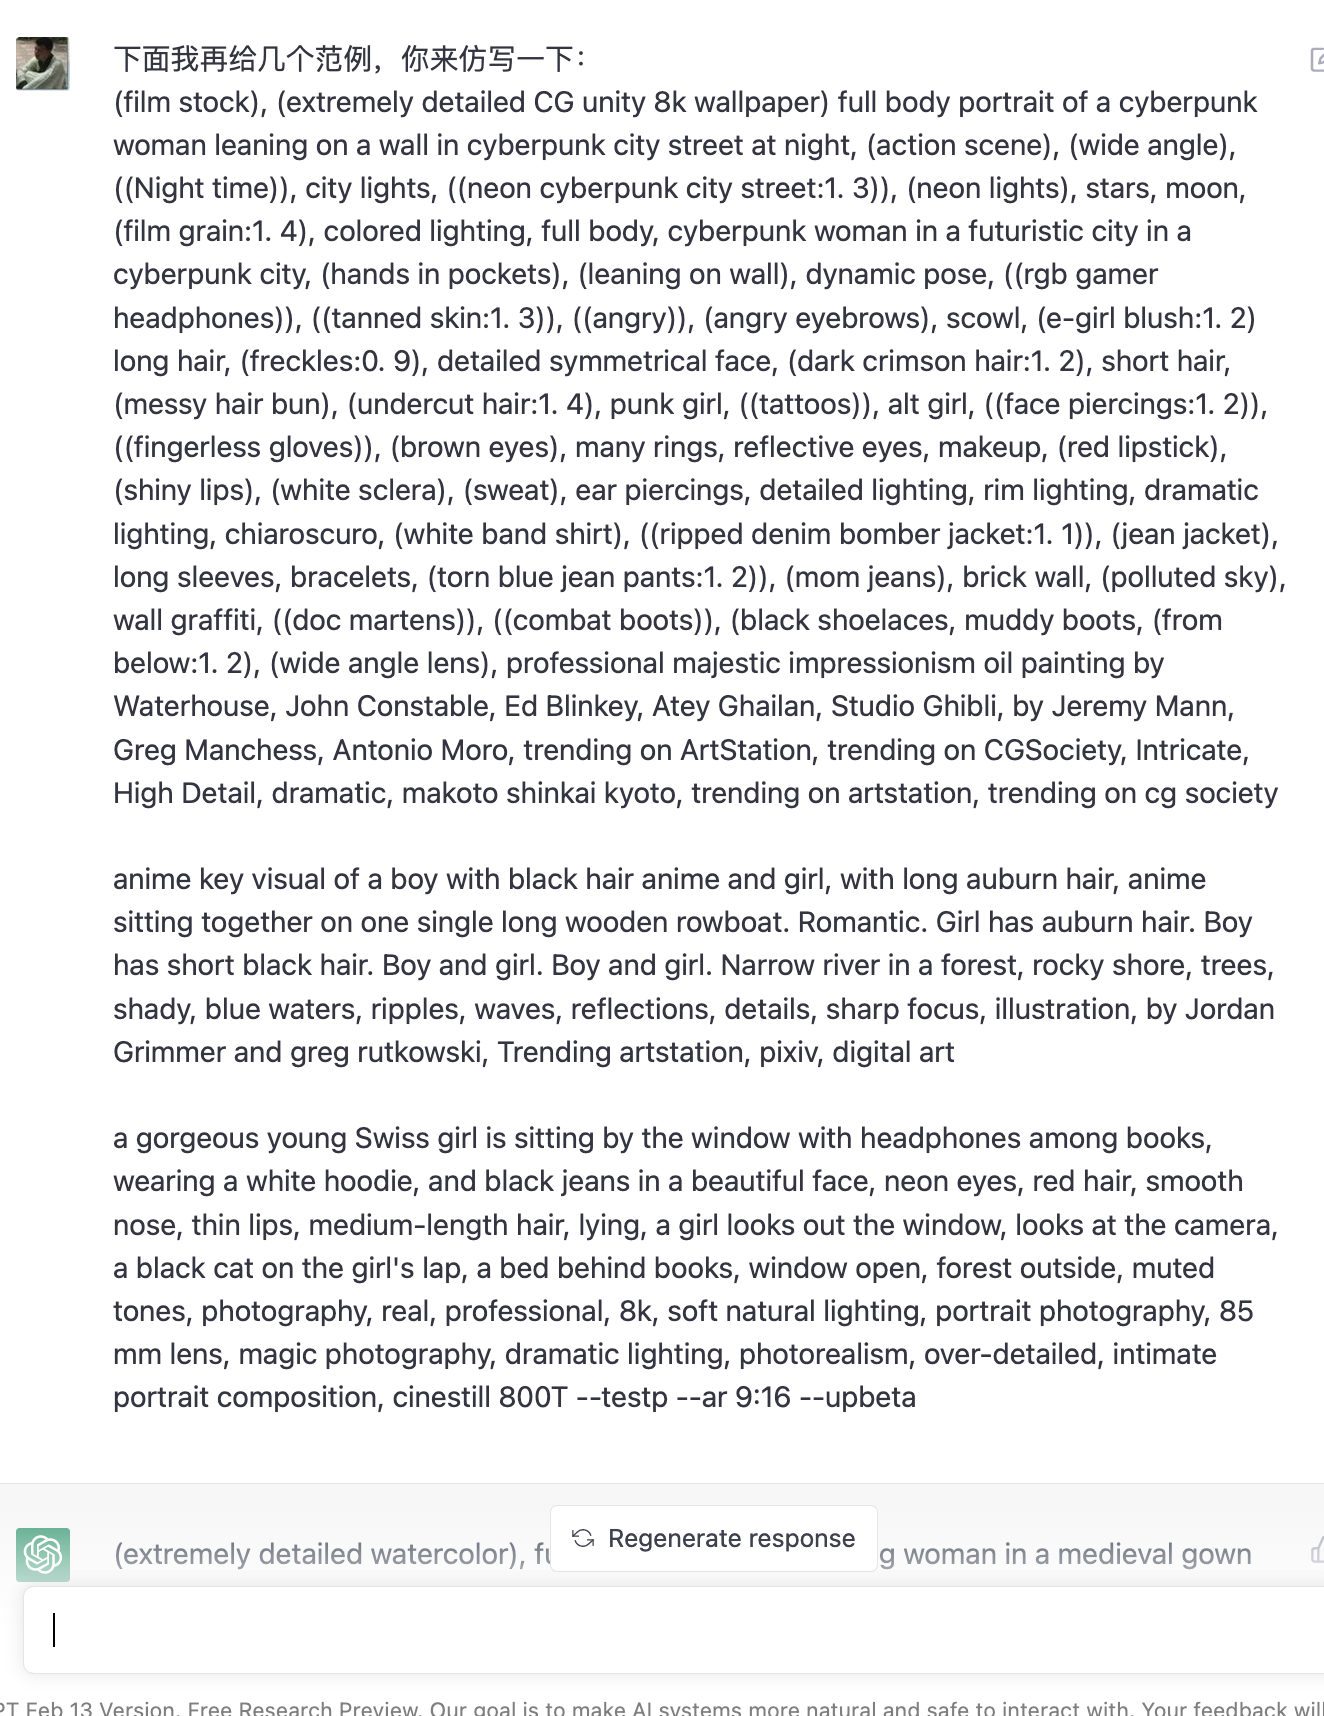 下面我再给几个范例，你来仿写一下：
(film stock), (extremely detailed CG unity 8k wallpaper) full body portrait of a cyberpunk
woman leaning on a wall in cyberpunk city street at night, (action scene), (wide angle),
((Night time)), city lights, ((neon cyberpunk city street:1. 3)), (neon lights), stars, moon,
(film grain:1. 4), colored lighting, full body, cyberpunk woman in a futuristic city in a
cyberpunk city, (hands in pockets), (leaning on wall), dynamic pose, ((rgb gamer
headphones)), ((tanned skin:1. 3)), ((angry)), (angry eyebrows), scowl, (e-girl blush:1. 2)
long hair, (freckles:0. 9), detailed symmetrical face, (dark crimson hair:1. 2), short hair,
(messy hair bun), (undercut hair:1. 4), punk girl, ((tattoos)), alt girl, ((face piercings:1. 2)),
((fingerless gloves)), (brown eyes), many rings, reflective eyes, makeup, (red lipstick),
(shiny lips), (white sclera), (sweat), ear piercings, detailed lighting, rim lighting, dramatic
lighting, chiaroscuro, (white band shirt), ((ripped denim bomber jacket:1. 1)), (jean jacket),
long sleeves, bracelets, (torn blue jean pants:1. 2)), (mom jeans), brick wall, (polluted sky),
wall graffiti, ((doc martens)), ((combat boots)), (black shoelaces, muddy boots, (from
below:1. 2), (wide angle lens), professional majestic impressionism oil painting by
Waterhouse, John Constable, Ed Blinkey, Atey Ghailan, Studio Ghibli, by Jeremy Mann,
Greg Manchess, Antonio Moro, trending on ArtStation, trending on CGSociety, Intricate,
High Detail, dramatic, makoto shinkai kyoto, trending on artstation, trending on cg society
anime key visual of a boy with black hair anime and girl, with long auburn hair, anime
sitting together on one single long wooden rowboat. Romantic. Girl has auburn hair. Boy
has short black hair. Boy and girl. Boy and girl. Narrow river in a forest, rocky shore, trees,
shady, blue waters, ripples, waves, reflections, details, sharp focus, illustration, by Jordan
Grimmer and greg rutkowski, Trending artstation, pixiv, digital art
a gorgeous young Swiss girl is sitting by the window with headphones among books,
wearing a white hoodie, and black jeans in a beautiful face, neon eyes, red hair, smooth
nose, thin lips, medium-length hair, lying, a girl looks out the window, looks at the camera,
a black cat on the girl's lap, a bed behind books, window open, forest outside, muted
tones, photography, real, professional, 8k, soft natural lighting, portrait photography, 85
mm lens, magic photography, dramatic lighting, photorealism, over-detailed, intimate
portrait composition, cinestill 800T --testp --ar 9:16 --upbeta
Regenerate response
(extremely detailed watercolor), g woman in a medieval gown
Feb 13 Version. Free Research Preview. Our goal is to make AI systems more natural and safe to interact with. Your feedback will